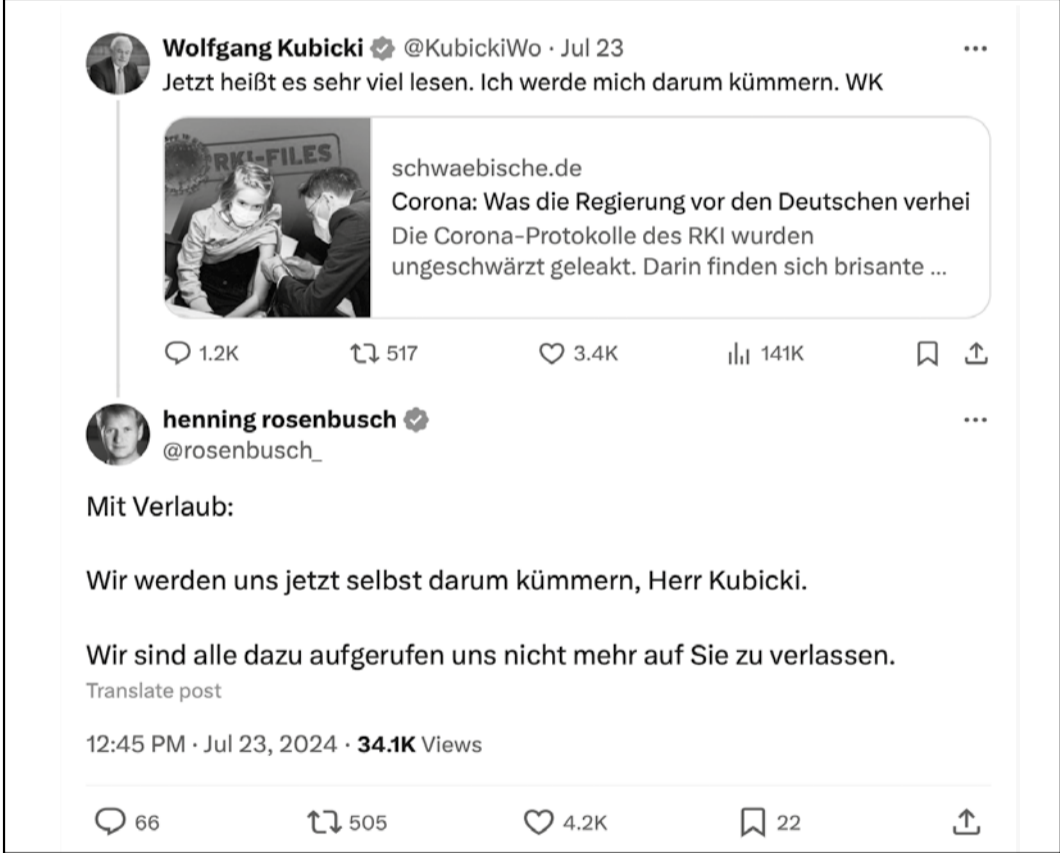 Wolfgang Kubicki @KubickiWo · Jul 23
Jetzt heißt es sehr viel lesen. Ich werde mich darum kümmern. WK
RKI-FILES
schwaebische.de
Corona: Was die Regierung vor den Deutschen verhei
Die Corona-Protokolle des RKI wurden
ungeschwärzt geleakt. Darin finden sich brisante ...
1.2K 517 3.4K 141K
henning rosenbusch
@rosenbusch_
Mit Verlaub:
Wir werden uns jetzt selbst darum kümmern, Herr Kubicki.
Wir sind alle dazu aufgerufen uns nicht mehr auf Sie zu verlassen.
Translate post
12:45 PM · Jul 23, 2024 · 34.1K Views
66 505 4.2K 22